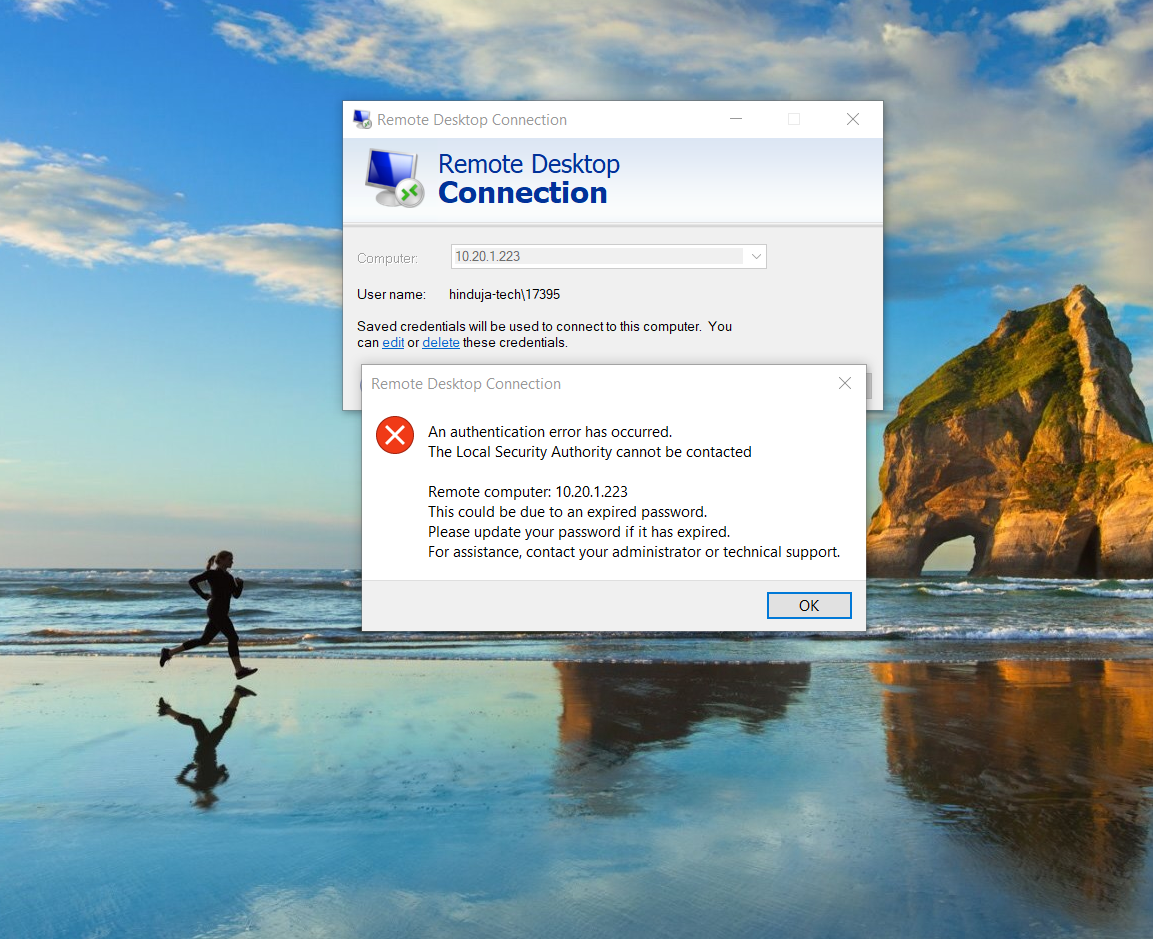 Remote Desktop Connection
Remote Desktop
Connection
Computer:
10.20.1.223
User name:
hinduja-tech\17395
Saved credentials will be used to connect to this computer. You
can edit or delete these credentials.
Remote Desktop Connection
An authentication error has occurred.
The Local Security Authority cannot be contacted
Remote computer: 10.20.1.223
This could be due to an expired password.
Please update your password if it has expired.
For assistance, contact your administrator or technical support.
OK